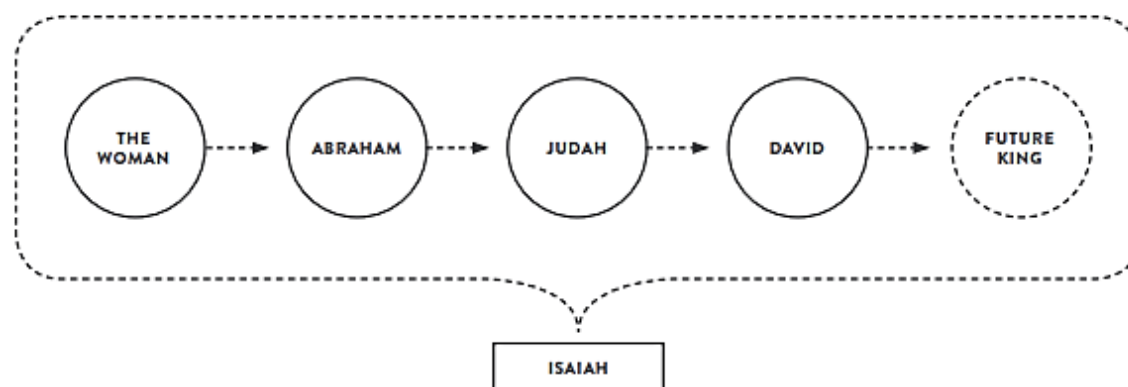 THE
WOMAN
ABRAHAM
JUDAH
DAVID
FUTURE
KING
ISAIAH